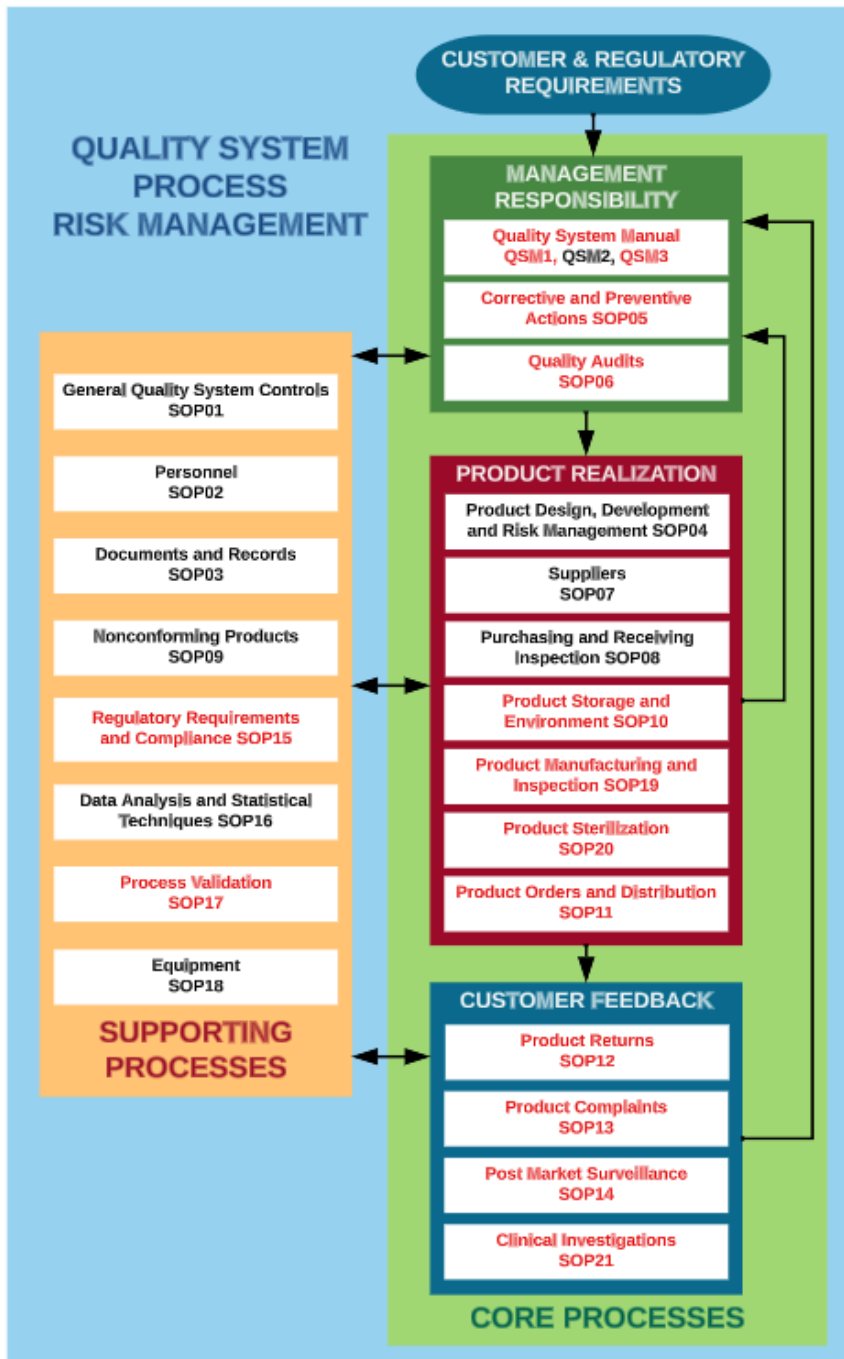 CUSTOMER & REGULATORY
REQUIREMENTS
QUALITY SYSTEM
PROCESS
RISK MANAGEMENT
MANAGEMENT
RESPONSIBILITY
Quality System Manual
QSM1, QSM2, QSM3
Corrective and Preventive
Actions SOP05
Quality Audits
SOP06
General Quality System Controls
SOP01
Personnel
SOP02
Documents and Records
SOP03
Nonconforming Products
SOP09
Regulatory Requirements
and Compliance SOP15
Data Analysis and Statistical
Techniques SOP16
Process Validation
SOP17
Equipment
SOP18
SUPPORTING
PROCESSES
PRODUCT REALIZATION
Product Design, Development
and Risk Management SOP04
Suppliers
SOP07
Purchasing and Receiving
Inspection SOP08
Product Storage and
Environment SOP10
Product Manufacturing and
Inspection SOP19
Product Sterilization
SOP20
Product Orders and Distribution
SOP11
CUSTOMER FEEDBACK
Product Returns
SOP12
Product Complaints
SOP13
Post Market Surveillance
SOP14
Clinical Investigations
SOP21
CORE PROCESSES